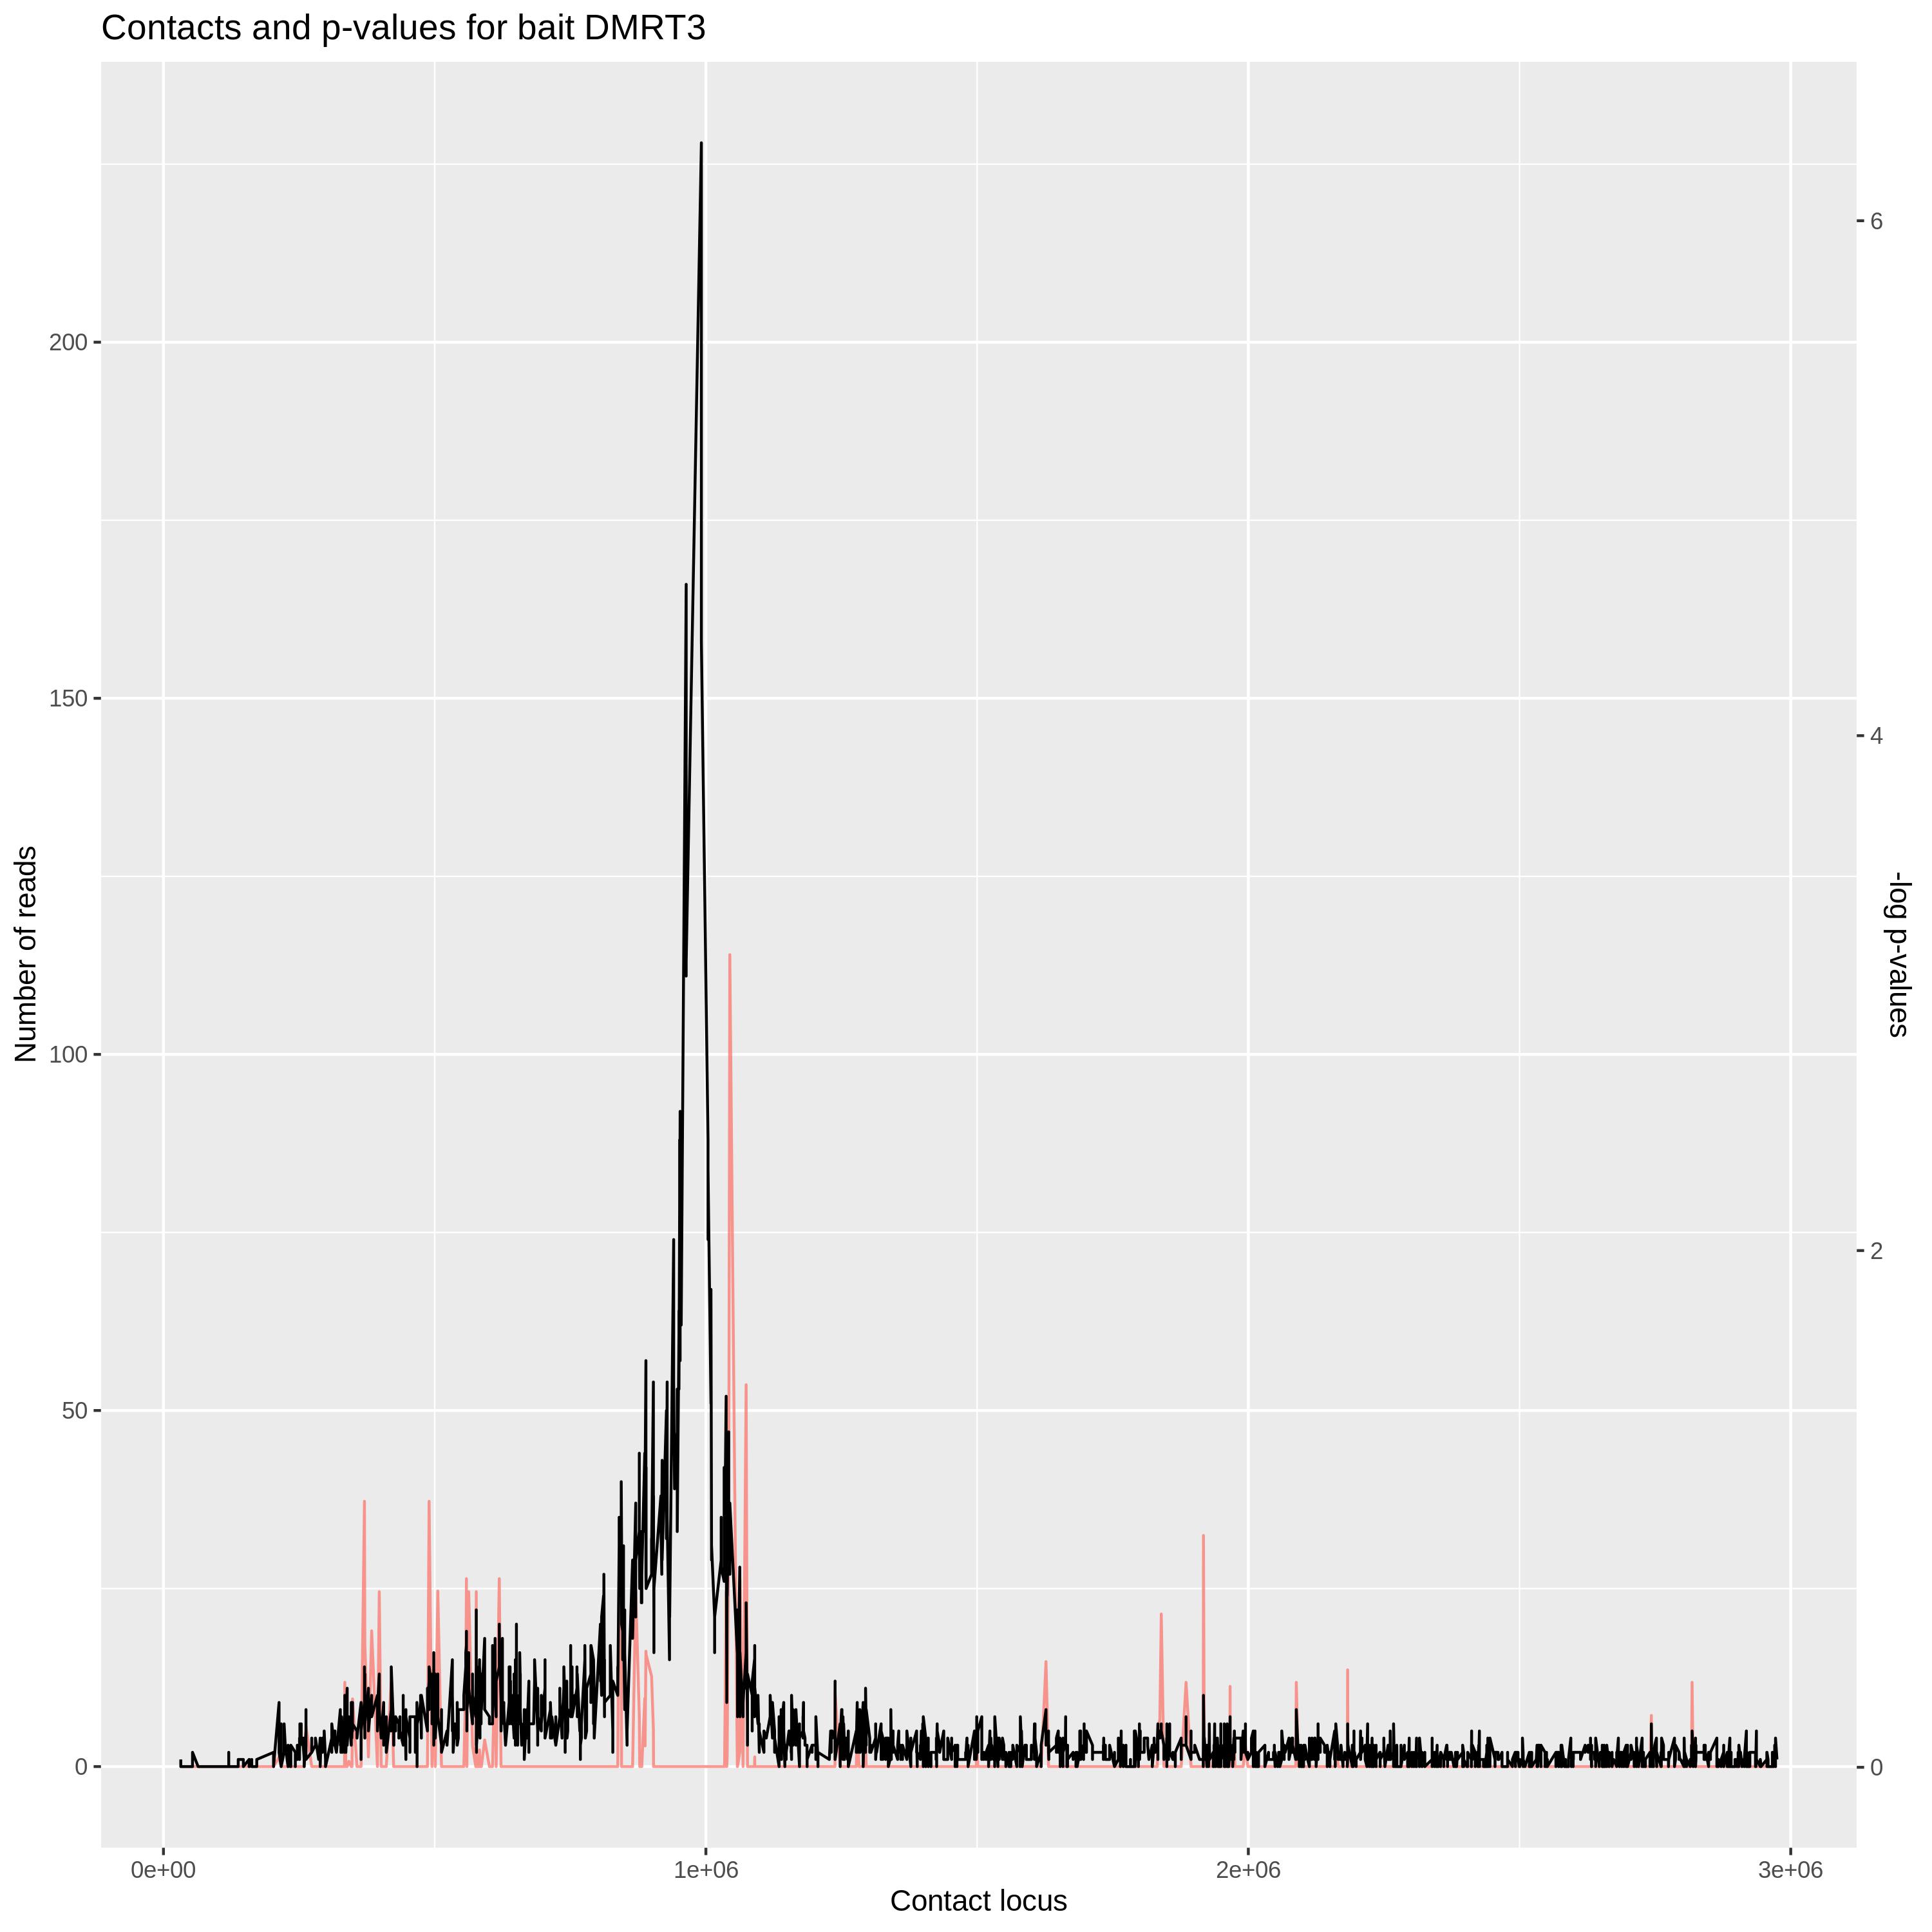 Contacts and p-values for bait DMRT3
Number of reads
200
150
100
50
0
6
4
2
0
-log p-values
0e+00 1e+06 2e+06 3e+06
Contact locus